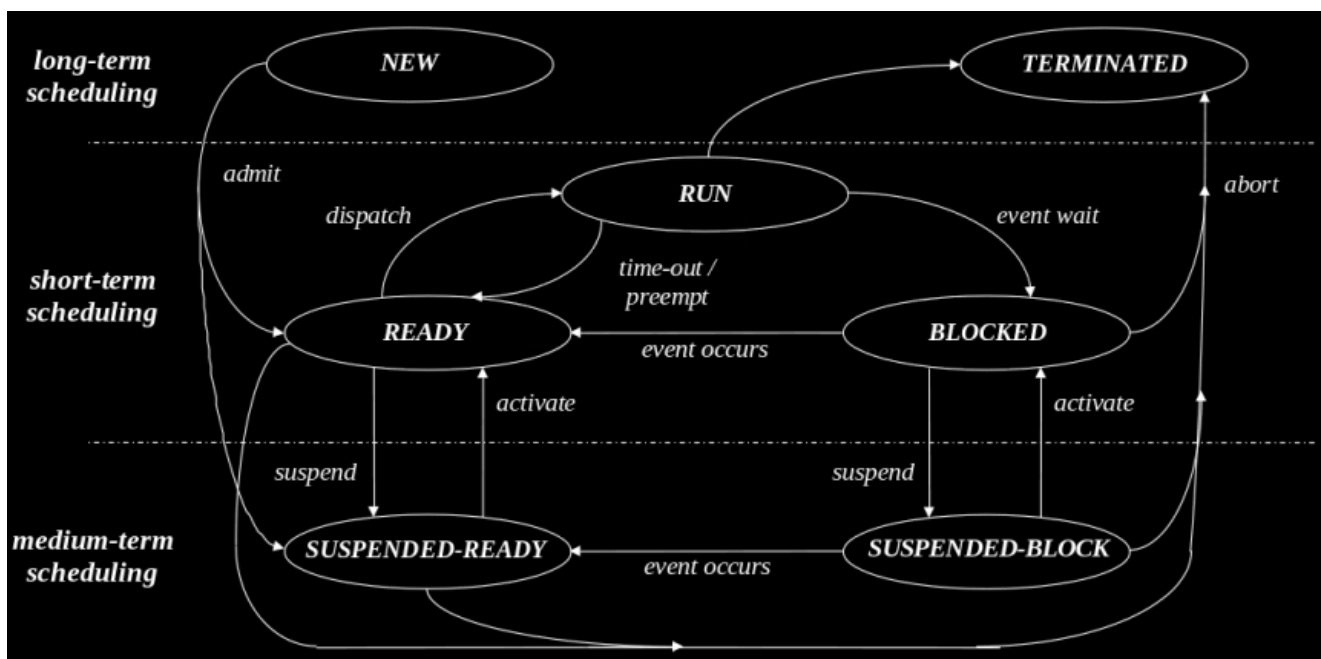 long-term
scheduling
NEW
TERMINATED
admit
dispatch
RUN
event wait
abort
short-term
scheduling
time-out /
preempt
READY
event occurs
BLOCKED
activate
activate
suspend
suspend
medium-term
scheduling
SUSPENDED-READY
event occurs
SUSPENDED-BLOCK